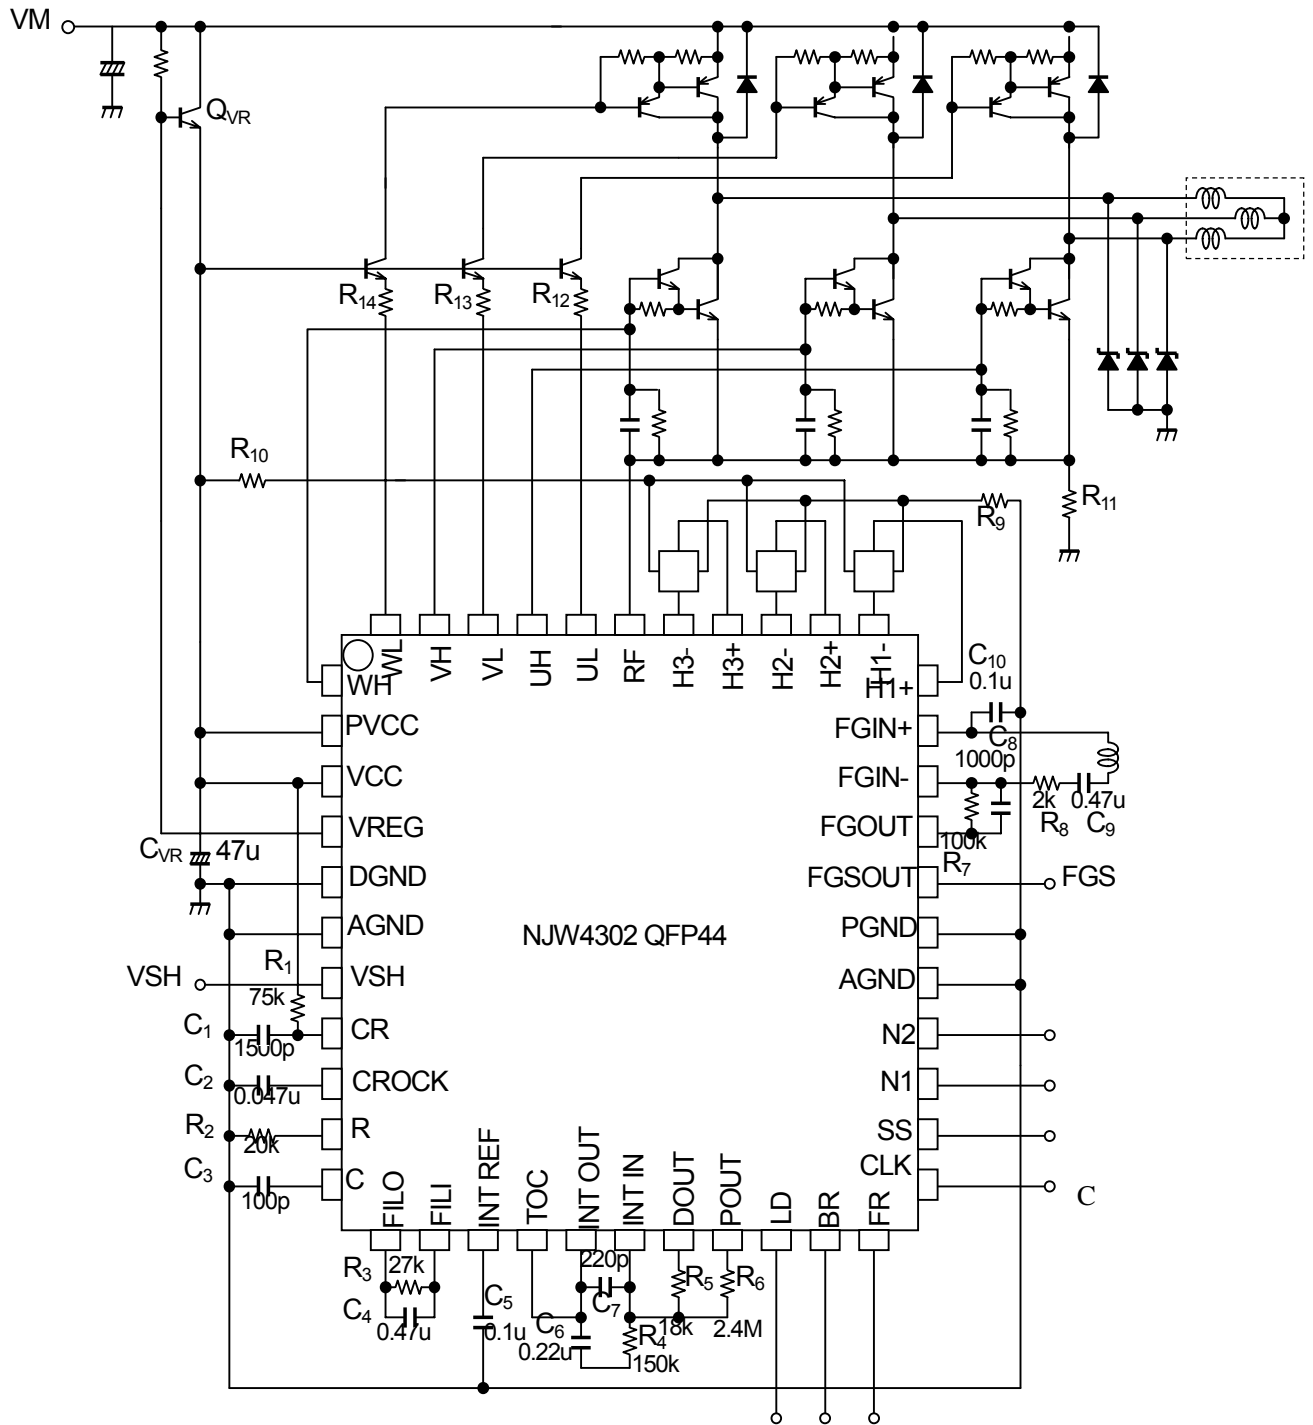 VM
QVR
R14
R13
R12
R10
R9
R11
WL
VH
VL
UH
UL
RF
H3-
H3+
H2-
H2+
H1-
C10
0.1u
WH
H1+
PVCC
FGIN+
C8
1000p
VCC
FGIN-
2k
0.47u
R8
C9
VREG
FGOUT
100k
R7
CVR
47u
DGND
FGSOUT
FGS
AGND
NJW4302 QFP44
PGND
R1
VSH
VSH
AGND
75k
C1
1500p
CR
N2
C2
0.047u
CROCK
N1
R2
20k
R
SS
C3
100p
C
CLK
C
FILO
FILI
INT REF
TOC
INT OUT
INT IN
DOUT
POUT
LD
BR
FR
R3
27k
220p
R5
R6
C4
0.47u
C5
0.1u
C6
0.22u
C7
R4
150k
18k
2.4M